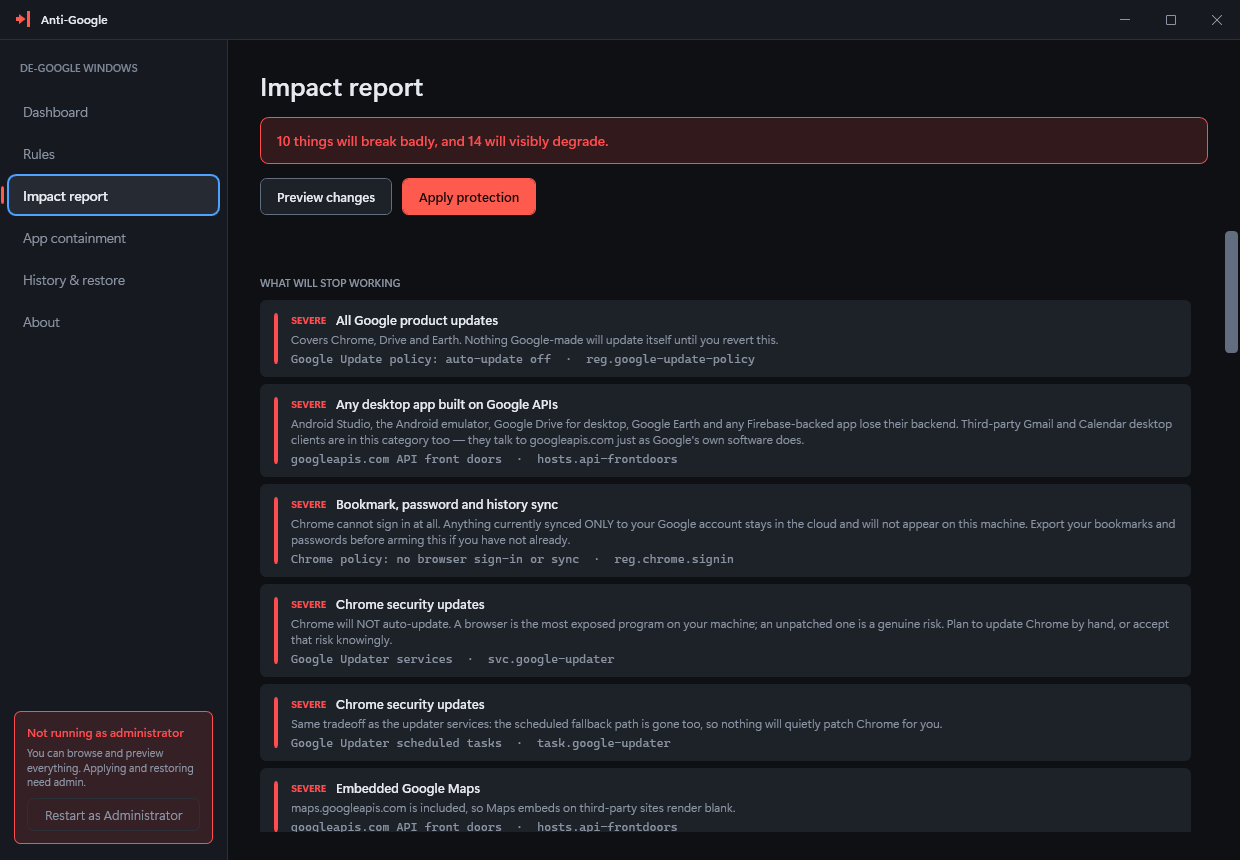 Anti-Google
DE-GOOGLE WINDOWS
Dashboard
Rules
Impact report
App containment
History & restore
About
Not running as administrator
You can browse and preview
everything. Applying and restoring
need admin.
Restart as Administrator
Impact report
10 things will break badly, and 14 will visibly degrade.
Preview changes
Apply protection
WHAT WILL STOP WORKING
SEVERE All Google product updates
Covers Chrome, Drive and Earth. Nothing Google-made will update itself until you revert this.
Google Update policy: auto-update off · reg.google-update-policy
SEVERE Any desktop app built on Google APIs
Android Studio, the Android emulator, Google Drive for desktop, Google Earth and any Firebase-backed app lose their backend. Third-party Gmail and Calendar desktop
clients are in this category too — they talk to googleapis.com just as Google's own software does.
googleapis.com API front doors · hosts.api-frontdoors
SEVERE Bookmark, password and history sync
Chrome cannot sign in at all. Anything currently synced ONLY to your Google account stays in the cloud and will not appear on this machine. Export your bookmarks and
passwords before arming this if you have not already.
Chrome policy: no browser sign-in or sync · reg.chrome.signin
SEVERE Chrome security updates
Chrome will NOT auto-update. A browser is the most exposed program on your machine; an unpatched one is a genuine risk. Plan to update Chrome by hand, or accept
that risk knowingly.
Google Updater services · svc.google-updater
SEVERE Chrome security updates
Same tradeoff as the updater services: the scheduled fallback path is gone too, so nothing will quietly patch Chrome for you.
Google Updater scheduled tasks · task.google-updater
SEVERE Embedded Google Maps
maps.googleapis.com is included, so Maps embeds on third-party sites render blank.
googleapis.com API front doors · hosts.api-frontdoors